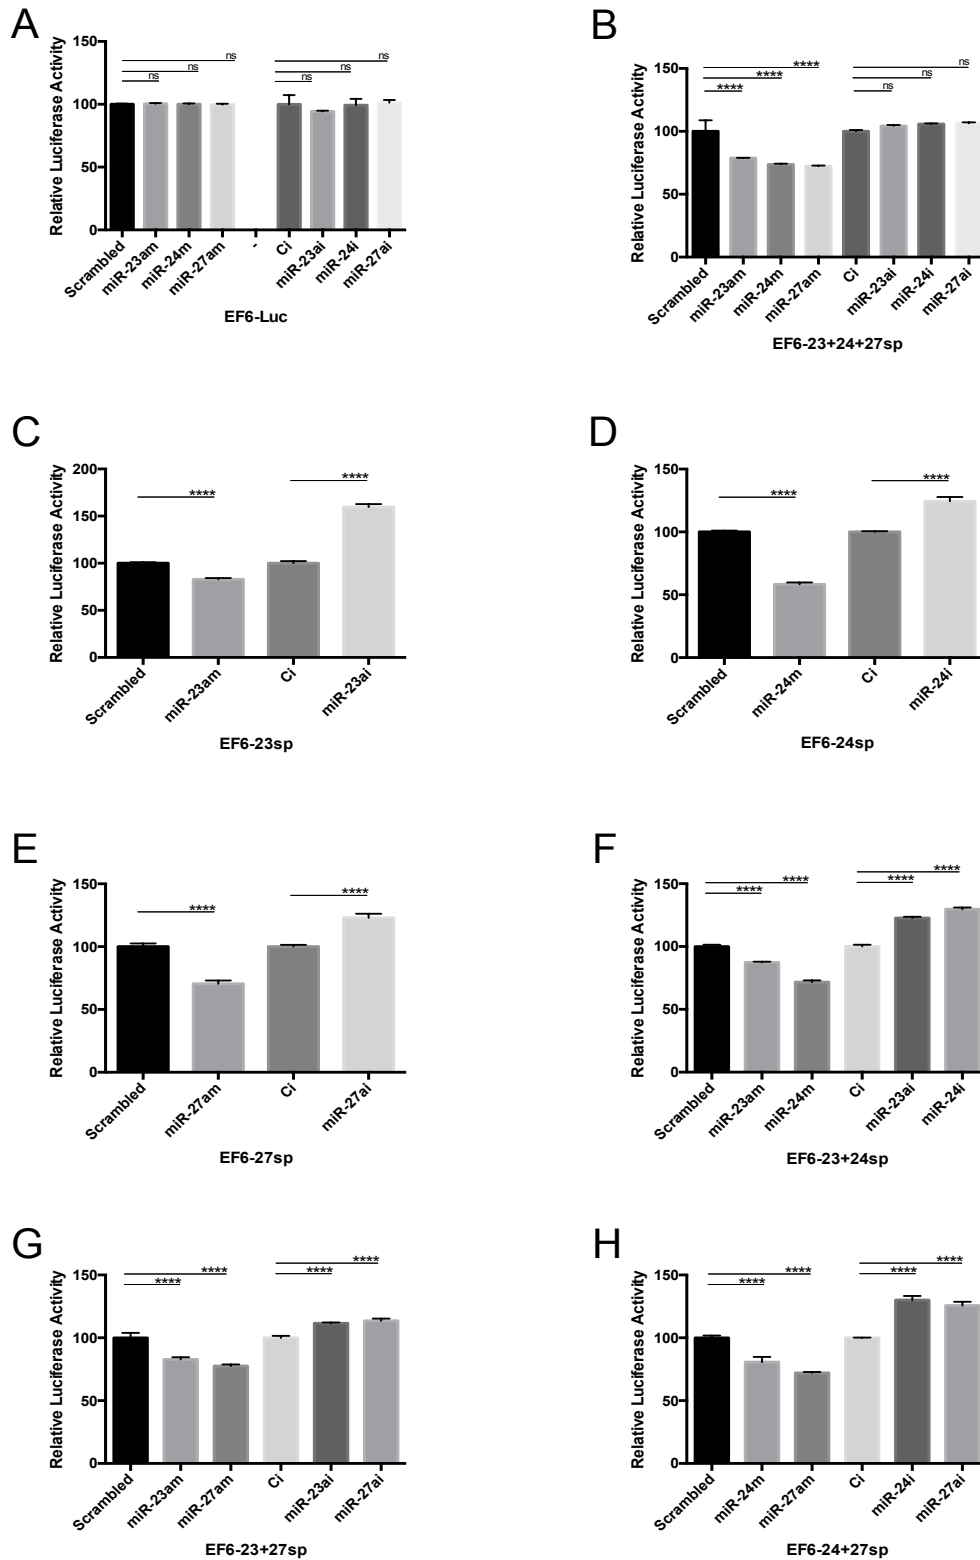 A
Relative Luciferase Activity
150
100
50
0
ns
ns
ns
ns
ns
ns
Scrambled
miR-23am
miR-24m
miR-27am
-
Ci
miR-23ai
miR-24i
miR-27ai
EF6-Luc
B
Relative Luciferase Activity
150
100
50
0
****
****
****
ns
ns
ns
Scrambled
miR-23am
miR-24m
miR-27am
Ci
miR-23ai
miR-24i
miR-27ai
EF6-23+24+27sp
C
Relative Luciferase Activity
200
150
100
50
0
****
****
Scrambled
miR-23am
Ci
miR-23ai
EF6-23sp
D
Relative Luciferase Activity
150
100
50
0
****
****
Scrambled
miR-24m
Ci
miR-24i
EF6-24sp
E
Relative Luciferase Activity
150
100
50
0
****
****
Scrambled
miR-27am
Ci
miR-27ai
EF6-27sp
F
Relative Luciferase Activity
150
100
50
0
****
****
****
****
Scrambled
miR-23am
miR-24m
Ci
miR-23ai
miR-24i
EF6-23+24sp
G
Relative Luciferase Activity
150
100
50
0
****
****
****
****
Scrambled
miR-23am
miR-27am
Ci
miR-23ai
miR-27ai
EF6-23+27sp
H
Relative Luciferase Activity
150
100
50
0
****
****
****
****
Scrambled
miR-24m
miR-27am
Ci
miR-24i
miR-27ai
EF6-24+27sp